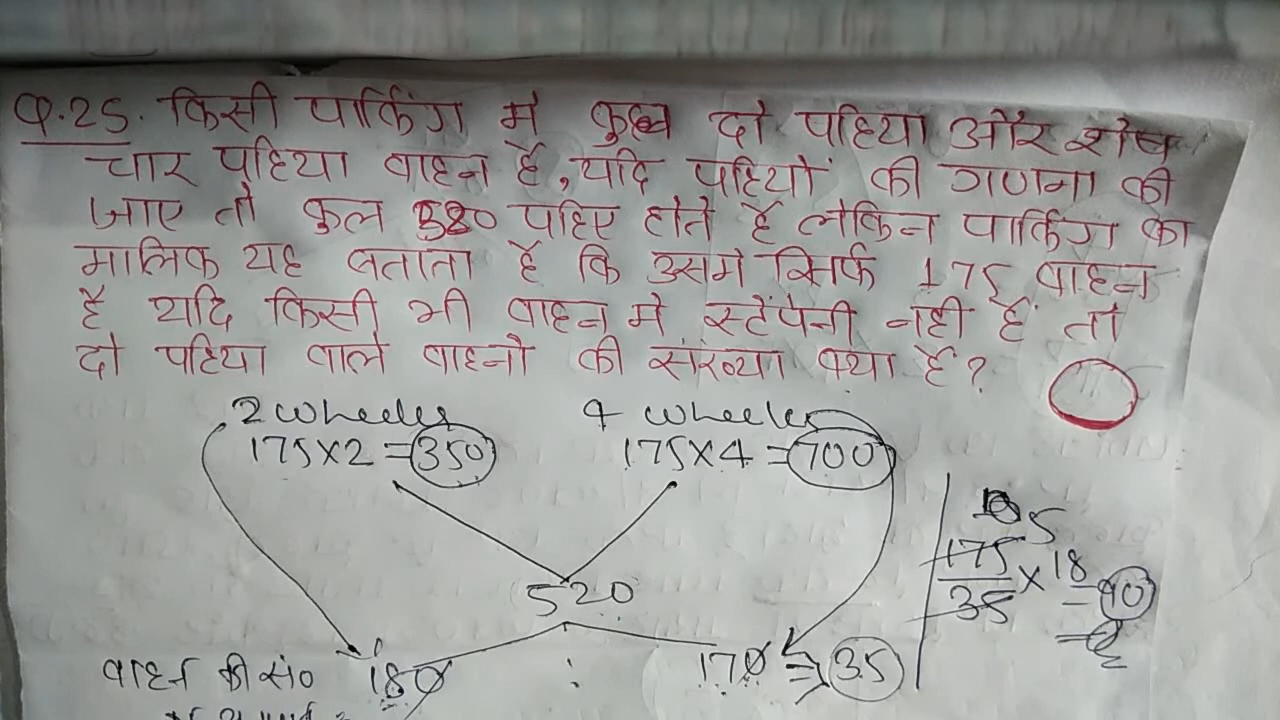 Q.25. किसी पार्किंग मे कुछ दो पहिया और शेष
चार पहिया वाहन हैं, यदि पहियों की गणना की
जाए तो कुल 520 पहिए होते है लेकिन पार्किंग का
मालिक यह बताता है कि उसमे सिर्फ 175 वाहन
है यदि किसी भी वाहन मे स्टेपनी नही है तो
दो पहिया वाले वाहनो की संख्या क्या है?
2 wheeler 4 wheeler
175×2 = 350 175×4 = 700
520
175/35 × 18 = 90
5
वाहन की सं० 180 : 170 ⇒ 35